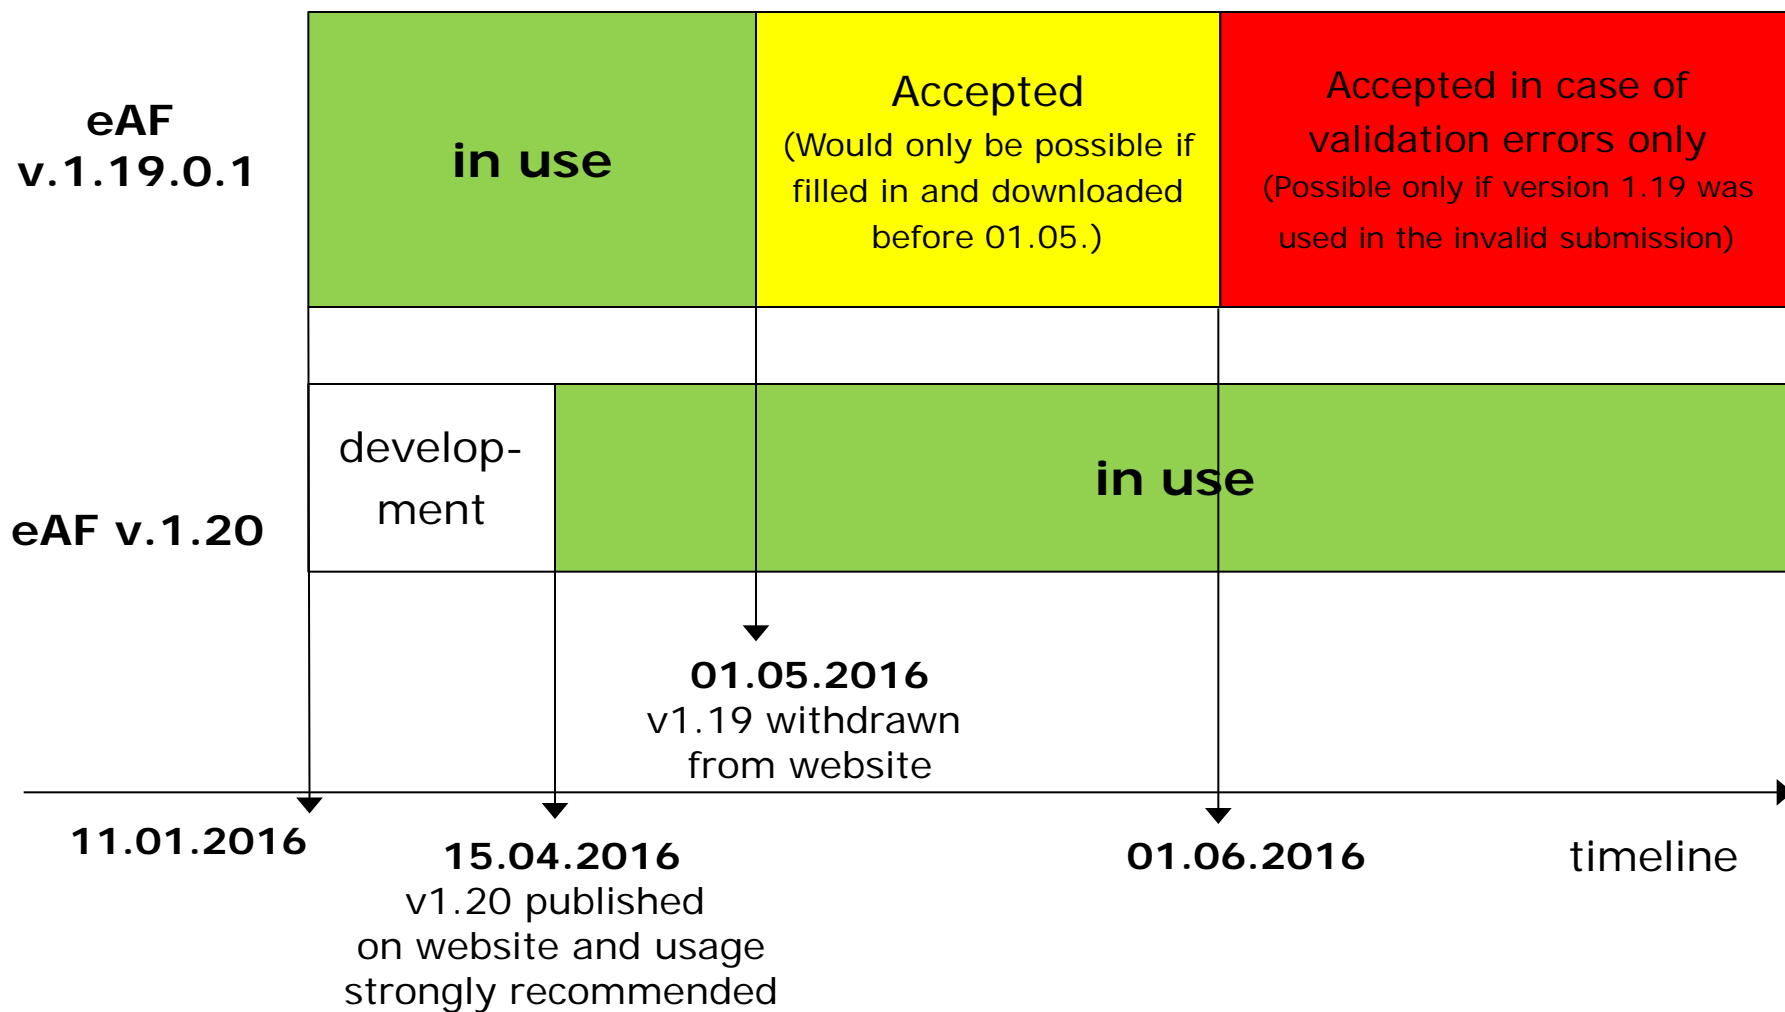 eAF
v.1.19.0.1
in use
Accepted
(Would only be possible if
filled in and downloaded
before 01.05.)
Accepted in case of
validation errors only
(Possible only if version 1.19 was
used in the invalid submission)
eAF v.1.20
develop-
ment
in use
01.05.2016
v1.19 withdrawn
from website
11.01.2016
15.04.2016
v1.20 published
on website and usage
strongly recommended
01.06.2016
timeline